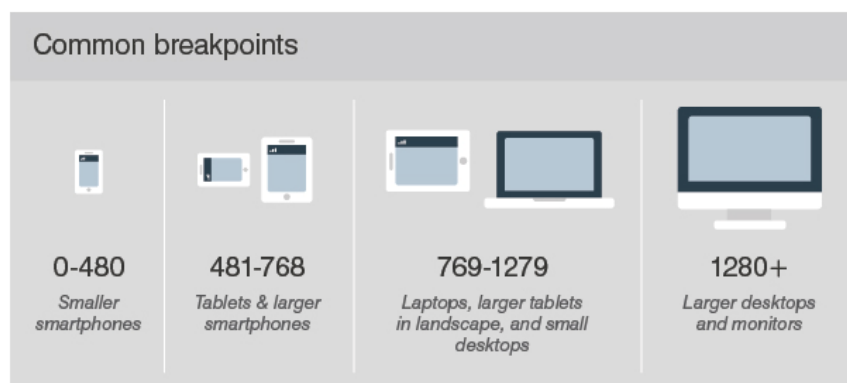 Common breakpoints
0-480
Smaller
smartphones
481-768
Tablets & larger
smartphones
769-1279
Laptops, larger tablets
in landscape, and small
desktops
1280+
Larger desktops
and monitors